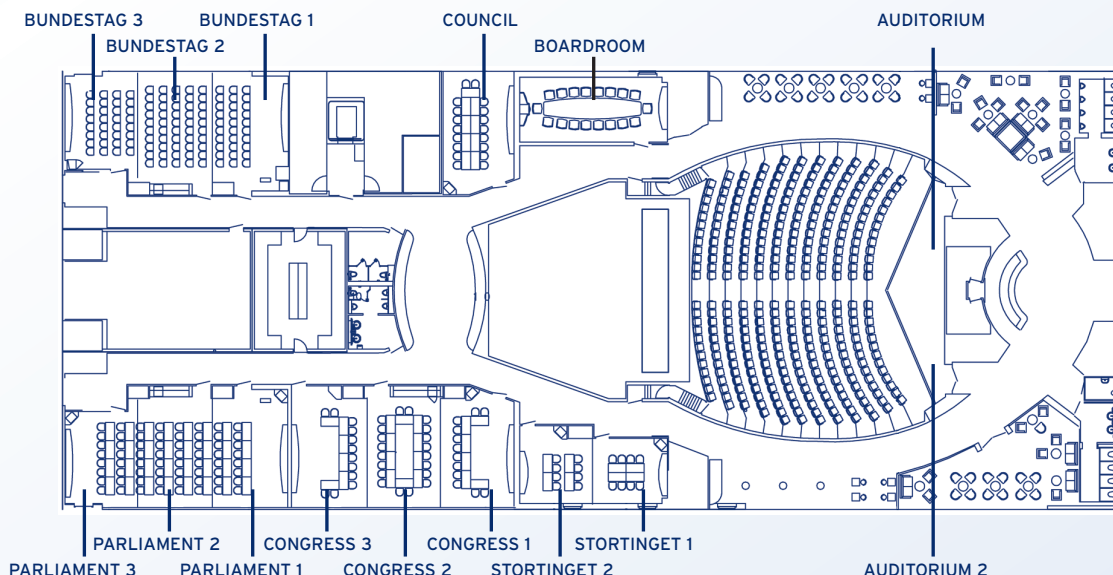 BUNDESTAG 3
BUNDESTAG 1
COUNCIL
AUDITORIUM
BUNDESTAG 2
BOARDROOM
PARLIAMENT 2
CONGRESS 3
CONGRESS 1
STORTINGET 1
PARLIAMENT 3
PARLIAMENT 1
CONGRESS 2
STORTINGET 2
AUDITORIUM 2